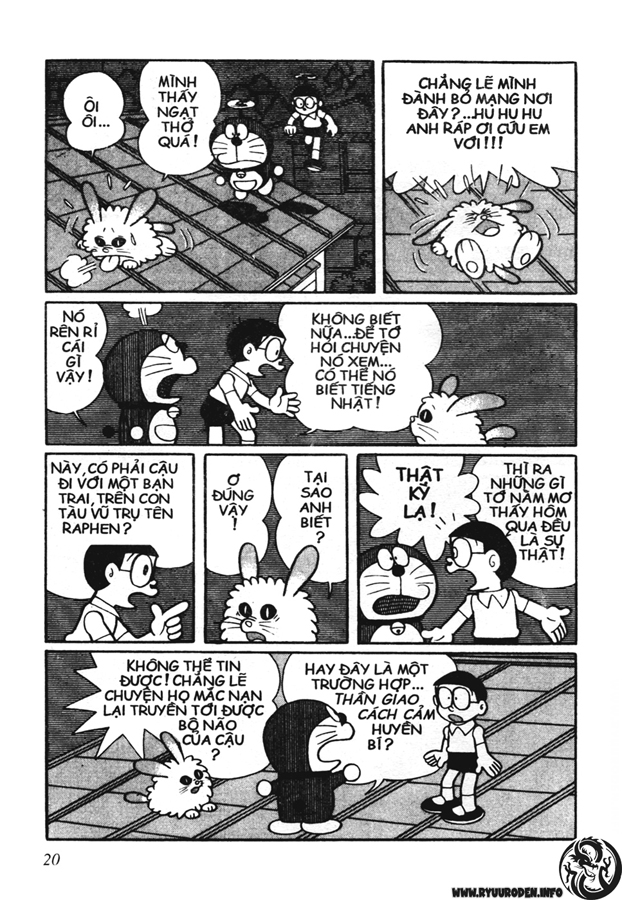 ÔI
ÔI...
MÌNH
THẤY
NGẠT
THỞ
QUÁ!
CHẲNG LẼ MÌNH
ĐÀNH BỎ MẠNG NƠI
ĐÂY?...HU HU HU
ANH RÁP ƠI CỨU EM
VỚI!!!
NÓ
RÊN RỈ
CÁI
GÌ
VẬY!
KHÔNG BIẾT
NỮA...ĐỂ TỚ
HỎI CHUYỆN
NÓ XEM...
CÓ THỂ NÓ
BIẾT TIẾNG
NHẬT!
NÀY, CÓ PHẢI CẬU
ĐI VỚI MỘT BẠN
TRAI, TRÊN CON
TÀU VŨ TRỤ TÊN
RAPHEN?
Ơ
ĐÚNG
VẬY
!
TẠI
SAO
ANH
BIẾT
?
THẬT
KỲ
LẠ!
THÌ RA
NHỮNG GÌ
TỚ NẰM MƠ
THẤY HÔM
QUA ĐỀU
LÀ SỰ
THẬT!
KHÔNG THỂ TIN
ĐƯỢC! CHẲNG LẼ
CHUYỆN HỌ MẮC NẠN
LẠI TRUYỀN TỚI ĐƯỢC
BỘ NÃO
CỦA CẬU
?
HAY ĐÂY LÀ MỘT
TRƯỜNG HỢP...
THẦN GIAO
CÁCH CẢM
HUYỀN
BÍ?
20
WWW.RYUURODEN.INFO